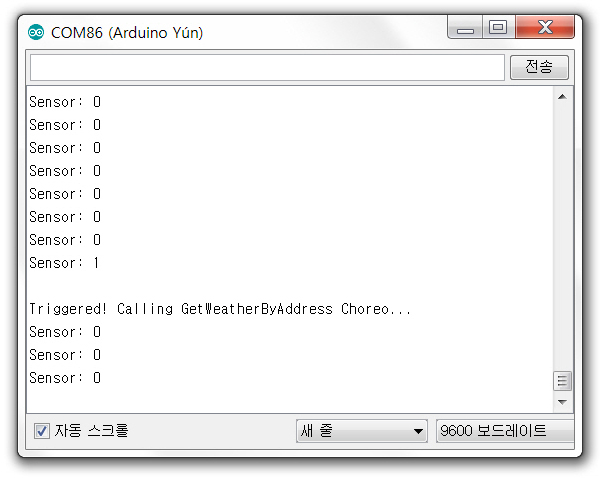 COM86 (Arduino Yún)
전송
Sensor: 0
Sensor: 0
Sensor: 0
Sensor: 0
Sensor: 0
Sensor: 0
Sensor: 0
Sensor: 1
Triggered! Calling GetWeatherByAddress Choreo...
Sensor: 0
Sensor: 0
Sensor: 0
자동 스크롤 새 줄 9600 보드레이트